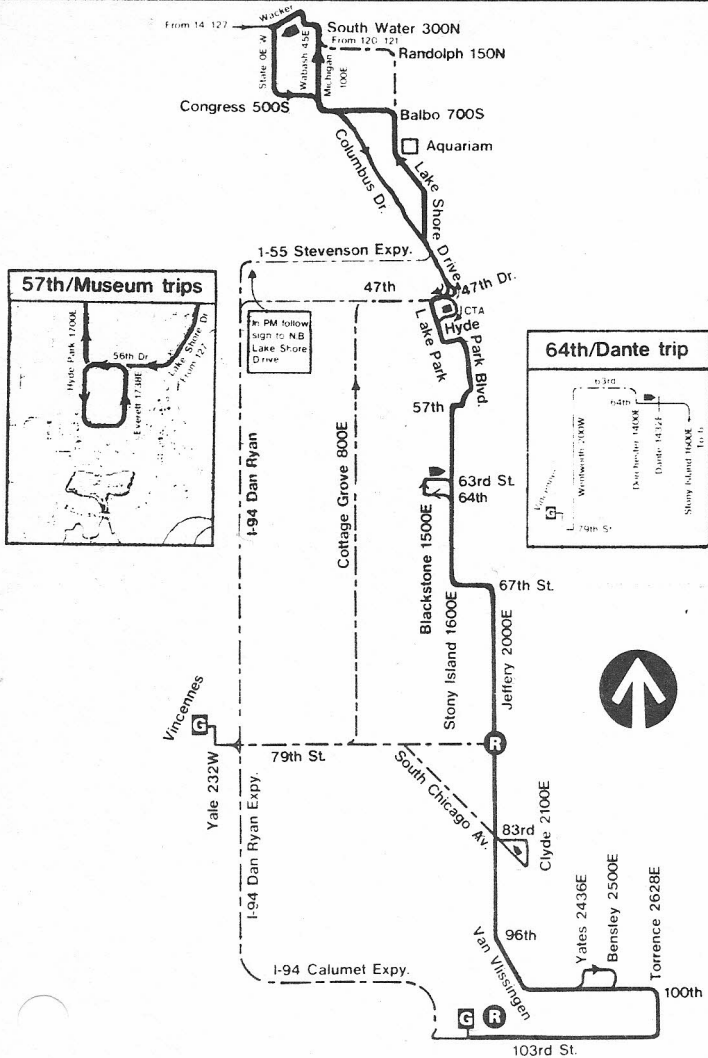 Wacker
From 14 127
South Water 300N
From 120 121
Randolph 150N
State 0E W
Wabash 45E
Michigan
100E
Congress 500S
Balbo 700S
Aquariam
Columbus Dr.
Lake Shore Drive
1-55 Stevenson Expy.
47th
47th Dr.
CTA
Hyde Park Blvd.
Lake Park
In PM follow
sign to N.B
Lake Shore
Drive
57th/Museum trips
Hyde Park 1700E
56th Dr
Everett 1738E
Lake Shore Dr
From 127
64th/Dante trip
63rd
64th
Wentworth 200W
Dorchester 1400E
Dante 1432E
Stony Island 1600E
Vincennes
G
79th St
57th
63rd St.
64th
Blackstone 1500E
Stony Island 1600E
67th St.
Jeffery 2000E
Cottage Grove 800E
I-94 Dan Ryan
Vincennes
G
Yale 232W
79th St.
R
South Chicago Av.
83rd
Clyde 2100E
I-94 Dan Ryan Expy.
96th
Van Vlissingen
Yates 2436E
Bensley 2500E
Torrence 2628E
100th
I-94 Calumet Expy.
G
R
103rd St.